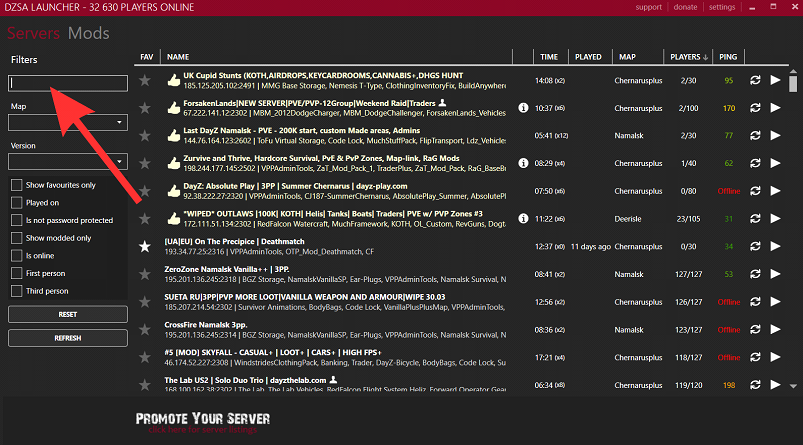 DZSA LAUNCHER - 32 630 PLAYERS ONLINE
support | donate | settings
Servers Mods
Filters
Map
Version
Show favourites only
Played on
Is not password protected
Show modded only
Is online
First person
Third person
RESET
REFRESH
FAV NAME TIME PLAYED MAP PLAYERS PING
UK Cupid Stunts (KOTH,AIRDROPS,KEYCARDROOMS,CANNABIS+,DHGS HUNT 14:08 (x2) Chernarusplus 2/30 95
185.125.205.102:2491 | MMG Base Storage, Nemesis T-Type, ClothingInventoryFix, BuildAnywhere
ForsakenLands|NEW SERVER|PVE/PVP-12Group|Weekend Raid|Traders 10:37 (x6) Chernarusplus 2/100 170
67.222.141.12:2302 | MBM_2012DodgeCharger, MBM_DodgeChallenger, ForsakenLands_Vehicles
Last DayZ Namalsk - PVE - 200K start, custom Made areas, Admins 05:41 (x12) Namalsk 2/30 77
144.76.164.123:2602 | ToFu Virtual Storage, Code Lock, MuchStuffPack, FlipTransport, Ldz_Vehicles
Zurvive and Thrive, Hardcore Survival, PvE & PvP Zones, Map-link, RaG Mods 08:29 (x4) Chernarusplus 1/40 62
198.244.177.145:2502 | TraderPlus, ZaT_Mod_Pack_1, ZaT_Mod_Pack_2, RaG_BaseB
DayZ: Absolute Play | 3PP | Summer Chernarus | dayz-play.com 07:50 (x6) Chernarusplus 0/80 Offline
92.38.222.27:2320 | VPPAdminTools, CJ187-SummerChernarus, AbsolutePlay_Summer, Absolut
"WIPED" OUTLAWS |100K| KOTH| Helis| Tanks| Boats| Traders| PVE w/ PVP Zones #3 11:22 (x6) Deerisle 23/105 31
172.111.51.134:2302 | RedFalcon Watercraft, MuchFramework, KOTH, OL_Custom, RevGuns, Dogt
[UA|EU] On The Precipice | Deathmatch 12:37 (x0) 11 days ago Chernarusplus 0/30 34
193.34.77.25:2316 | VPPAdminTools, OTP_Mod_Deathmatch, CF
ZeroZone Namalsk Vanilla++ | 3PP. 08:41 (x2) Namalsk 127/127 53
195.201.136.245:2318 | BGZ Storage, NamalskVanillaSP, Ear-Plugs, VPPAdminTools, Namalsk Survival, N
SUETA RU|3PP|PVP MORE LOOT|VANILLA WEAPON AND ARMOUR|WIPE 30.03 12:56 (x2) Chernarusplus 126/127 Offline
185.207.214.54:2302 | Survivor Animations, BodyBags, Code Lock, VanillaPlusPlusMap, VPPAdminTools,
CrossFire Namalsk 3pp. 08:36 (x2) Namalsk 123/127 Offline
195.201.136.245:2314 | BGZ Storage, NamalskVanillaSP, Ear-Plugs, VPPAdminTools, Namalsk Survival, N
#5 [MOD] SKYFALL - CASUAL+ | LOOT+ | CARS+ | HIGH FPS+ 17:21 (x4) Chernarusplus 118/127 Offline
46.174.52.227:2308 | WindstridesClothingPack, Banking, Trader, DayZ-Bicycle, BodyBags, Code Lock, Su
The Lab US2 | Solo Duo Trio | dayzthelab.com 06:34 (x8) Chernarusplus 119/120 198
168.100.162.38:2302 | The Lab, The Lab Vehicles, RedFalcon Flight System Heliz, Forward Operator Gear
PROMOTE YOUR SERVER
click here for server listings